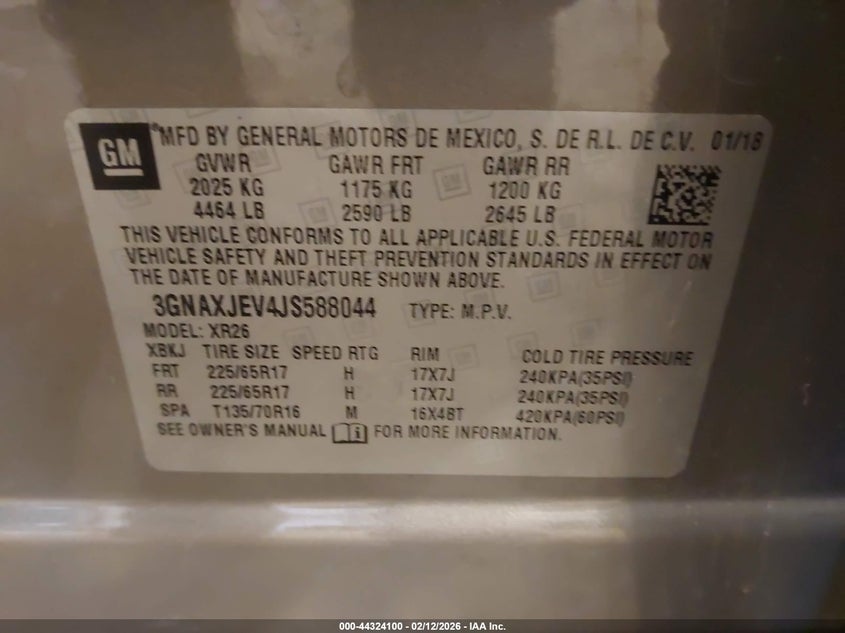 GM ®MFD BY GENERAL MOTORS DE MEXICO, S. DE R.L. DE C.V. 01/18
GVWR GAWR FRT GAWR RR
2025 KG 1175 KG 1200 KG
4464 LB 2590 LB 2645 LB
THIS VEHICLE CONFORMS TO ALL APPLICABLE U.S. FEDERAL MOTOR
VEHICLE SAFETY AND THEFT PREVENTION STANDARDS IN EFFECT ON
THE DATE OF MANUFACTURE SHOWN ABOVE.
3GNAXJEV4JS588044 TYPE: M.P.V.
MODEL: XR26
XBKJ TIRE SIZE SPEED RTG RIM COLD TIRE PRESSURE
FRT 225/65R17 H 17X7J 240KPA(35PSI)
RR 225/65R17 H 17X7J 240KPA(35PSI)
SPA T135/70R16 M 16X4BT 420KPA(60PSI)
SEE OWNER'S MANUAL FOR MORE INFORMATION.
000-44324100 - 02/12/2026 - IAA Inc.